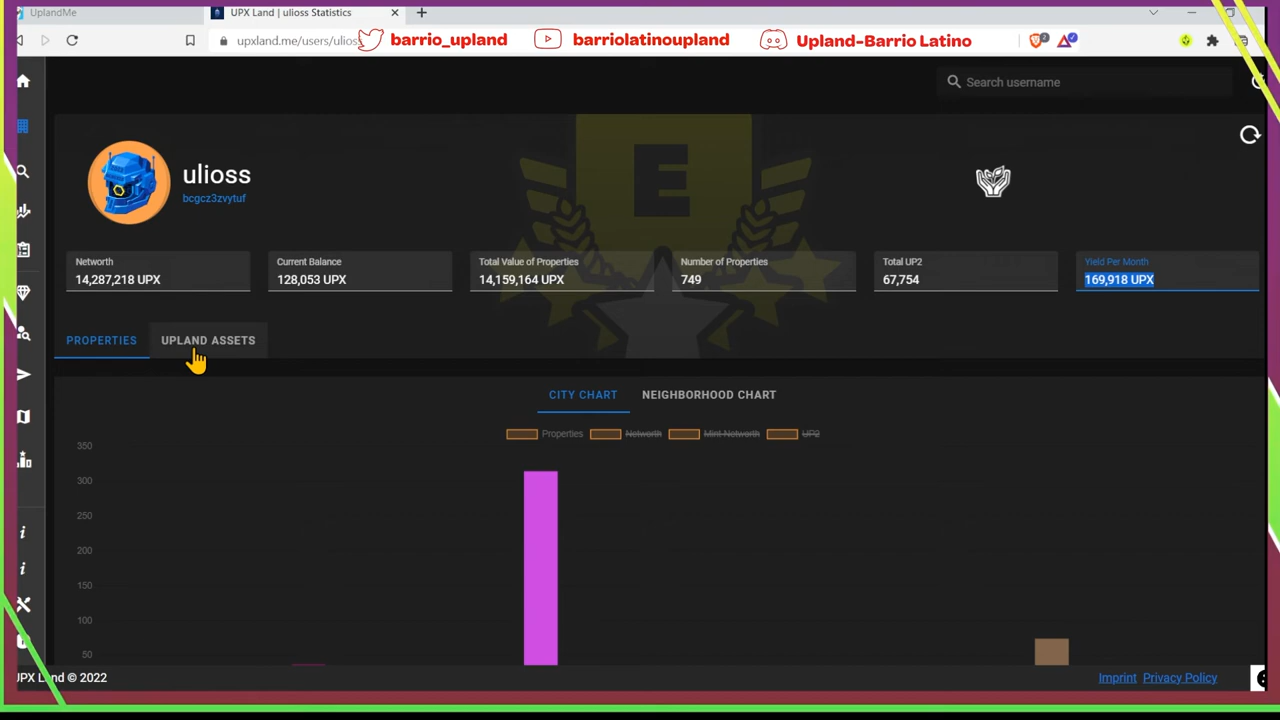 UplandMe
UPX Land | ulioss Statistics
upxland.me/users/ulios
barrio_upland
barriolatinoupland
Upland-Barrio Latino
Search username
E
ulioss
bcgcz3zvytuf
Networth
14,287,218 UPX
Current Balance
128,053 UPX
Total Value of Properties
14,159,164 UPX
Number of Properties
749
Total UP2
67,754
Yield Per Month
169,918 UPX
PROPERTIES
UPLAND ASSETS
CITY CHART
NEIGHBORHOOD CHART
Properties
Networth
Mint Networth
UP2
350
300
250
200
150
100
50
UPX Land © 2022
Imprint
Privacy Policy